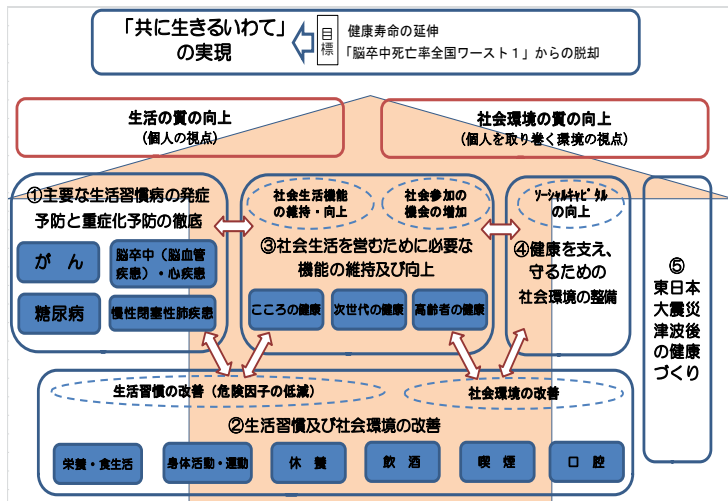 「共に生きるいわて」
の実現
目標
健康寿命の延伸
「脳卒中死亡率全国ワースト１」からの脱却
生活の質の向上
(個人の視点)
社会環境の質の向上
(個人を取り巻く環境の視点)
①主要な生活習慣病の発症
予防と重症化予防の徹底
がん
脳卒中（脳血管
疾患）・心疾患
糖尿病
慢性閉塞性肺疾患
社会生活機能
の維持・向上
社会参加の
機会の増加
③社会生活を営むために必要な
機能の維持及び向上
こころの健康
次世代の健康
高齢者の健康
ソーシャルキャピタル
の向上
④健康を支え、
守るための
社会環境の整備
⑤
東日本
大震災
津波後
の健康
づくり
生活習慣の改善（危険因子の低減）
社会環境の改善
②生活習慣及び社会環境の改善
栄養・食生活
身体活動・運動
休養
飲酒
喫煙
口腔